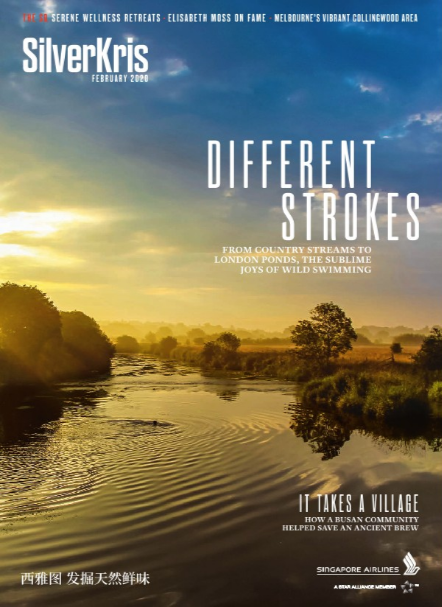 TOP 20 SERENE WELLNESS RETREATS · ELISABETH MOSS ON FAME · MELBOURNE'S VIBRANT COLLINGWOOD AREA
SilverKris
FEBRUARY 2020
DIFFERENT
STROKES
FROM COUNTRY STREAMS TO
LONDON PONDS, THE SUBLIME
JOYS OF WILD SWIMMING
IT TAKES A VILLAGE
HOW A BUSAN COMMUNITY
HELPED SAVE AN ANCIENT BREW
SINGAPORE AIRLINES
A STAR ALLIANCE MEMBER
西雅图 发掘天然鲜味